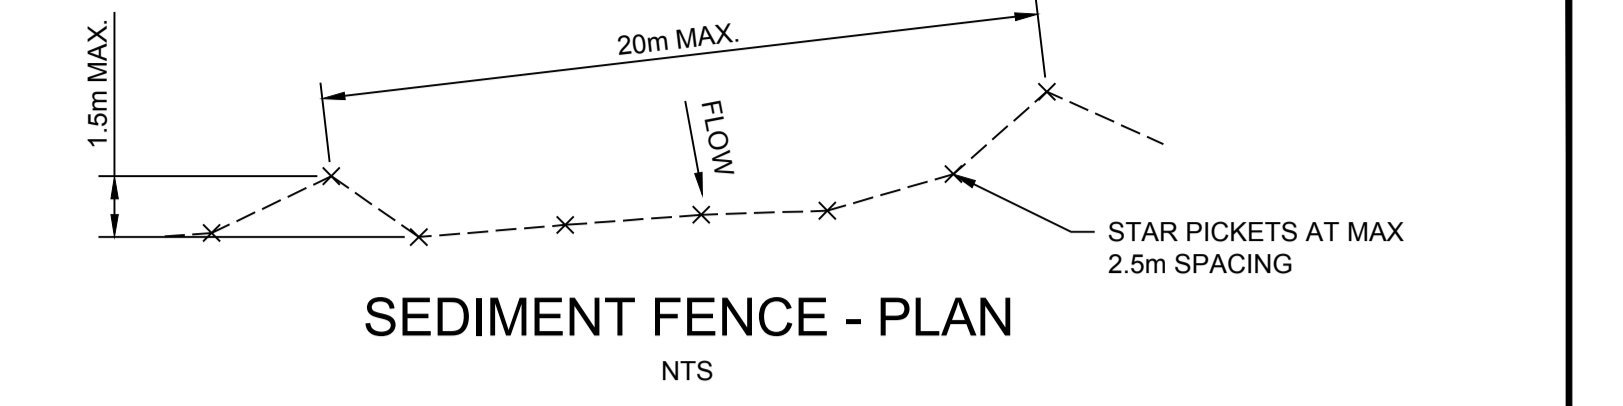 1.5m MAX.
20m MAX.
FLOW
STAR PICKETS AT MAX
2.5m SPACING
SEDIMENT FENCE - PLAN
NTS